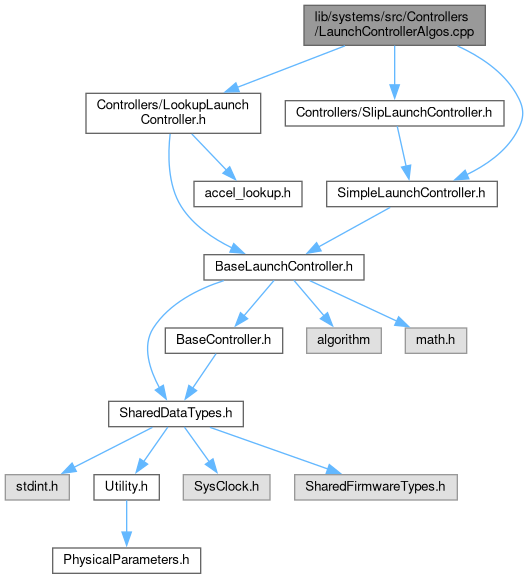 lib/systems/src/Controllers
/LaunchControllerAlgos.cpp
Controllers/LookupLaunch
Controller.h
Controllers/SlipLaunchController.h
accel_lookup.h
SimpleLaunchController.h
BaseLaunchController.h
BaseController.h
algorithm
math.h
SharedDataTypes.h
stdint.h
Utility.h
SysClock.h
SharedFirmwareTypes.h
PhysicalParameters.h